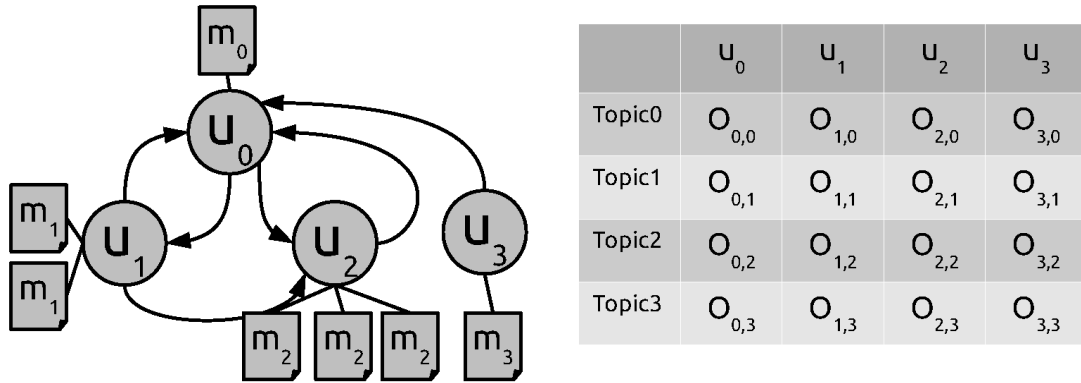 m0
u0
m1
u1
u2
u3
m1
m2
m2
m2
m3
u0 u1 u2 u3
Topic0 O0,0 O1,0 O2,0 O3,0
Topic1 O0,1 O1,1 O2,1 O3,1
Topic2 O0,2 O1,2 O2,2 O3,2
Topic3 O0,3 O1,3 O2,3 O3,3